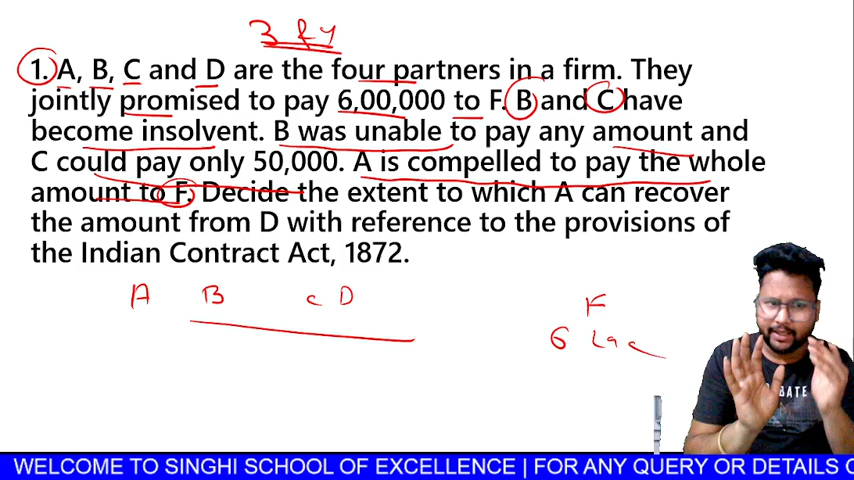 3 fy
1. A, B, C and D are the four partners in a firm. They
jointly promised to pay 6,00,000 to F. B and C have
become insolvent. B was unable to pay any amount and
C could pay only 50,000. A is compelled to pay the whole
amount to F. Decide the extent to which A can recover
the amount from D with reference to the provisions of
the Indian Contract Act, 1872.
A B C D F
6 Lac
BATE
WELCOME TO SINGHI SCHOOL OF EXCELLENCE | FOR ANY QUERY OR DETAILS C